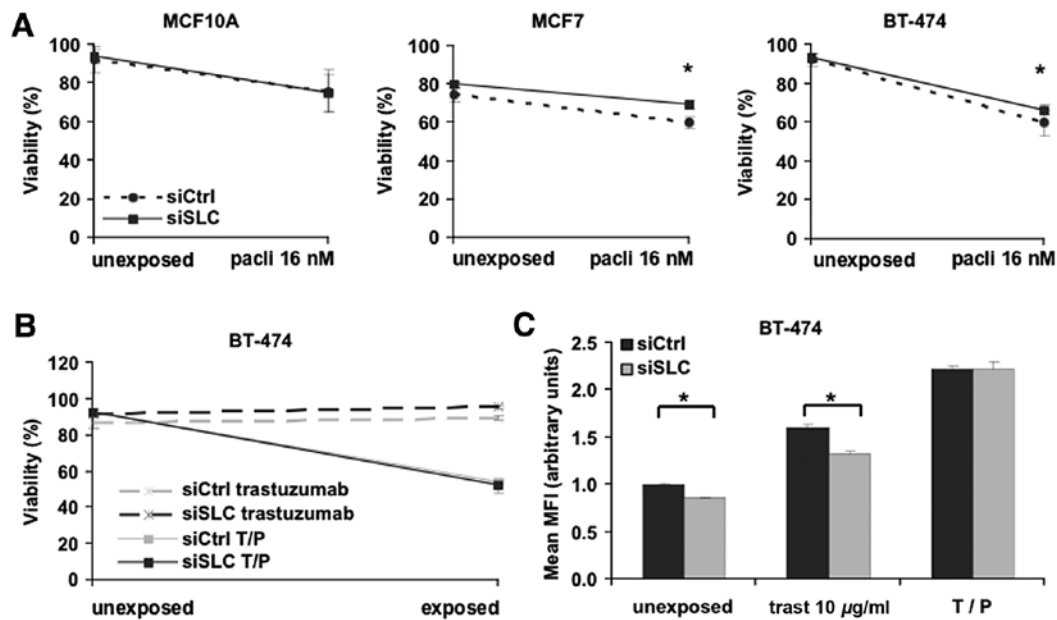 A
MCF10A
MCF7
BT-474
Viability (%)
100
80
60
40
20
0
siCtrl
siSLC
unexposed
pacli 16 nM
Viability (%)
100
80
60
40
20
0
*
unexposed
pacli 16 nM
Viability (%)
100
80
60
40
20
0
*
unexposed
pacli 16 nM
B
BT-474
Viability (%)
120
100
80
60
40
20
0
siCtrl trastuzumab
siSLC trastuzumab
siCtrl T/P
siSLC T/P
unexposed
exposed
C
BT-474
Mean MFI (arbitrary units)
2.5
2.0
1.5
1.0
0.5
0.0
siCtrl
siSLC
*
*
unexposed
trast 10 µg/ml
T / P